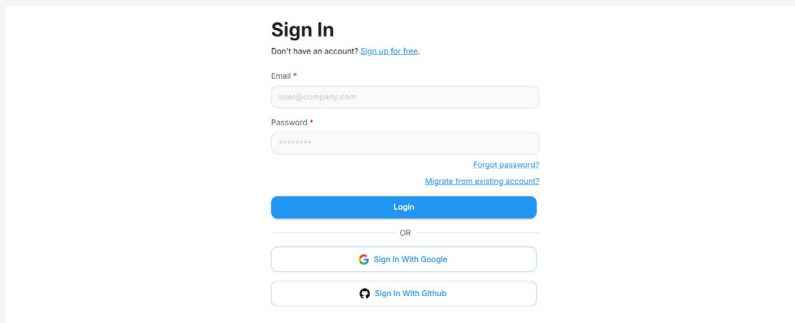 Sign In
Don't have an account? Sign up for free.
Email *
user@company.com
Password *
********
Forgot password?
Migrate from existing account?
Login
OR
Sign In With Google
Sign In With Github